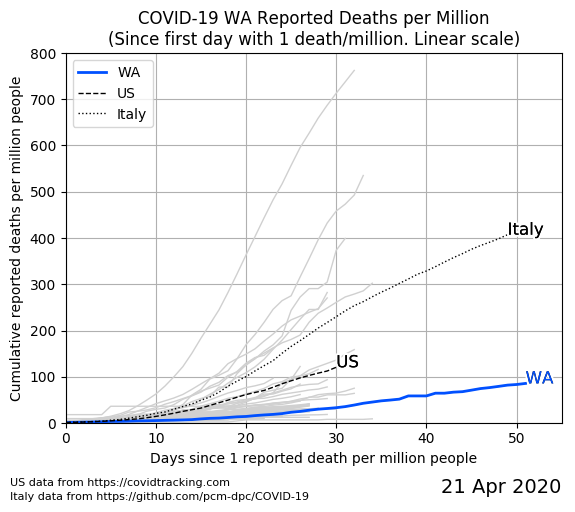 COVID-19 WA Reported Deaths per Million
(Since first day with 1 death/million. Linear scale)
800
700
600
500
400
300
200
100
0
Cumulative reported deaths per million people
WA
US
Italy
Italy
US
WA
0 10 20 30 40 50
Days since 1 reported death per million people
US data from https://covidtracking.com
Italy data from https://github.com/pcm-dpc/COVID-19
21 Apr 2020